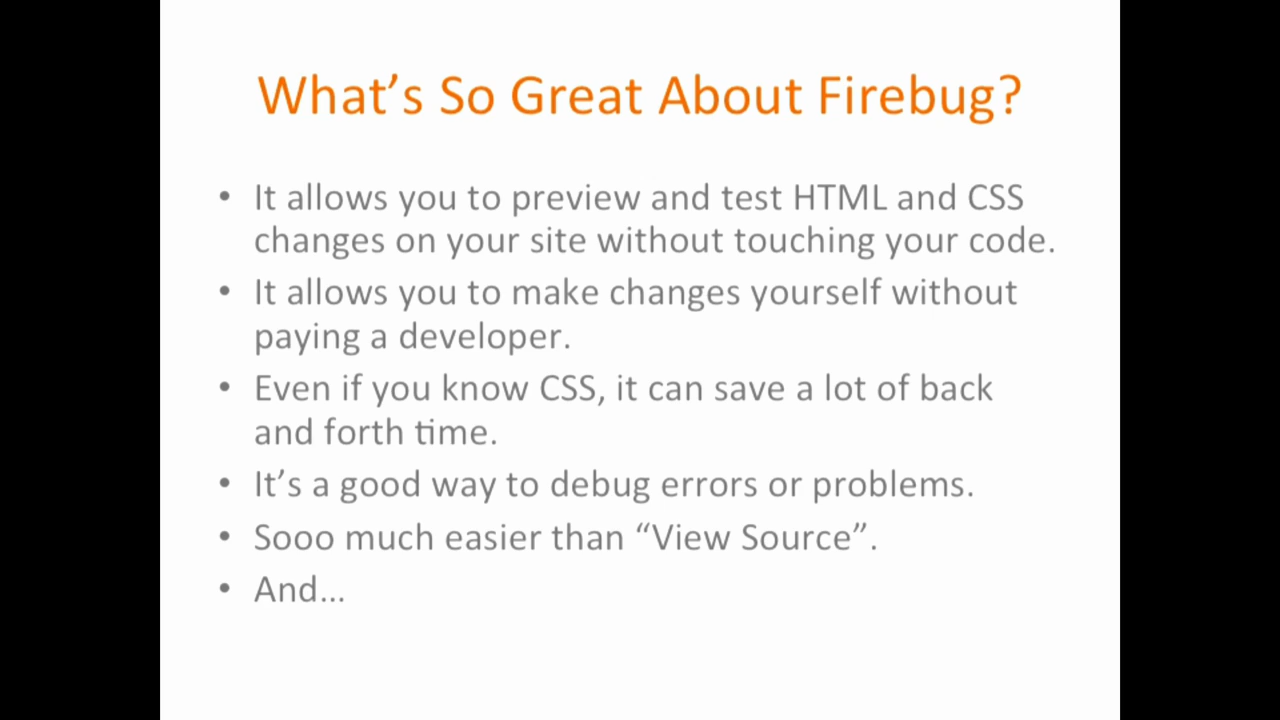 What’s So Great About Firebug?
• It allows you to preview and test HTML and CSS
changes on your site without touching your code.
• It allows you to make changes yourself without
paying a developer.
• Even if you know CSS, it can save a lot of back
and forth time.
• It’s a good way to debug errors or problems.
• Sooo much easier than “View Source”.
• And…